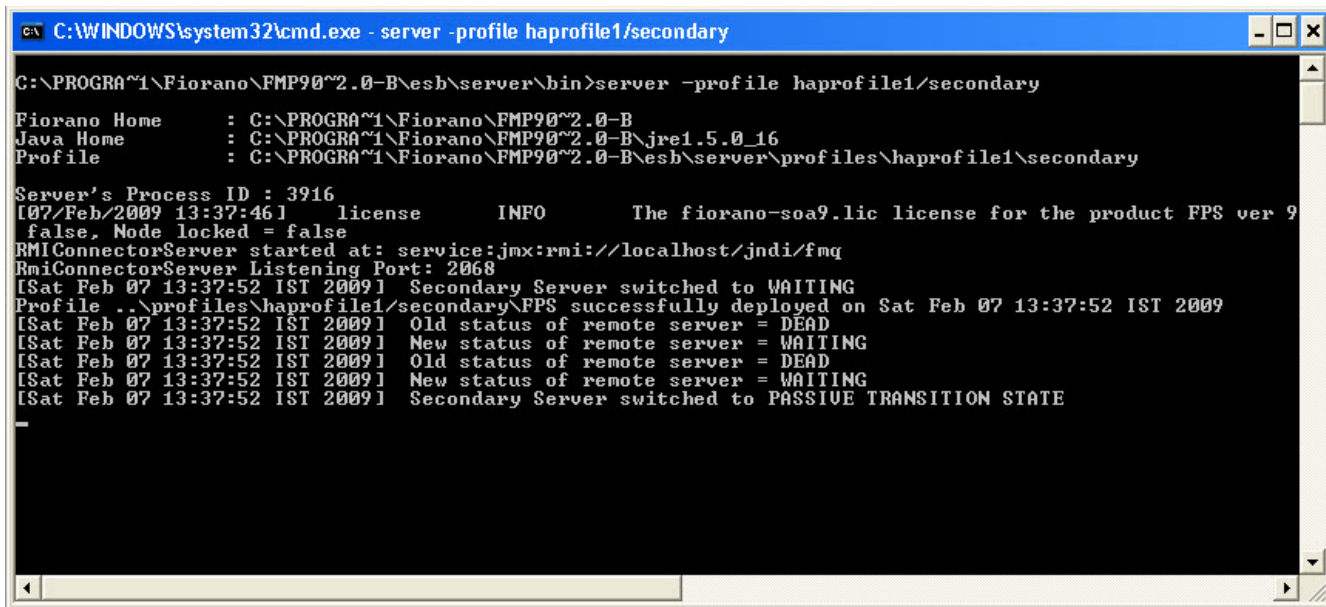 C:\WINDOWS\system32\cmd.exe - server -profile haprofile1/secondary
C:\PROGRA~1\Fiorano\FMP90~2.0-B\esb\server\bin>server -profile haprofile1/secondary
Fiorano Home : C:\PROGRA~1\Fiorano\FMP90~2.0-B
Java Home : C:\PROGRA~1\Fiorano\FMP90~2.0-B\jre1.5.0_16
Profile : C:\PROGRA~1\Fiorano\FMP90~2.0-B\esb\server\profiles\haprofile1\secondary
Server's Process ID : 3916
[07/Feb/2009 13:37:46] license INFO The fiorano-soa9.lic license for the product FPS ver 9
false, Node locked = false
RMIConnectorServer started at: service:jmx:rmi://localhost/jndi/fmq
RmiConnectorServer Listening Port: 2068
[Sat Feb 07 13:37:52 IST 2009] Secondary Server switched to WAITING
Profile ..\profiles\haprofile1/secondary\FPS successfully deployed on Sat Feb 07 13:37:52 IST 2009
[Sat Feb 07 13:37:52 IST 2009] Old status of remote server = DEAD
[Sat Feb 07 13:37:52 IST 2009] New status of remote server = WAITING
[Sat Feb 07 13:37:52 IST 2009] Old status of remote server = DEAD
[Sat Feb 07 13:37:52 IST 2009] New status of remote server = WAITING
[Sat Feb 07 13:37:52 IST 2009] Secondary Server switched to PASSIVE TRANSITION STATE